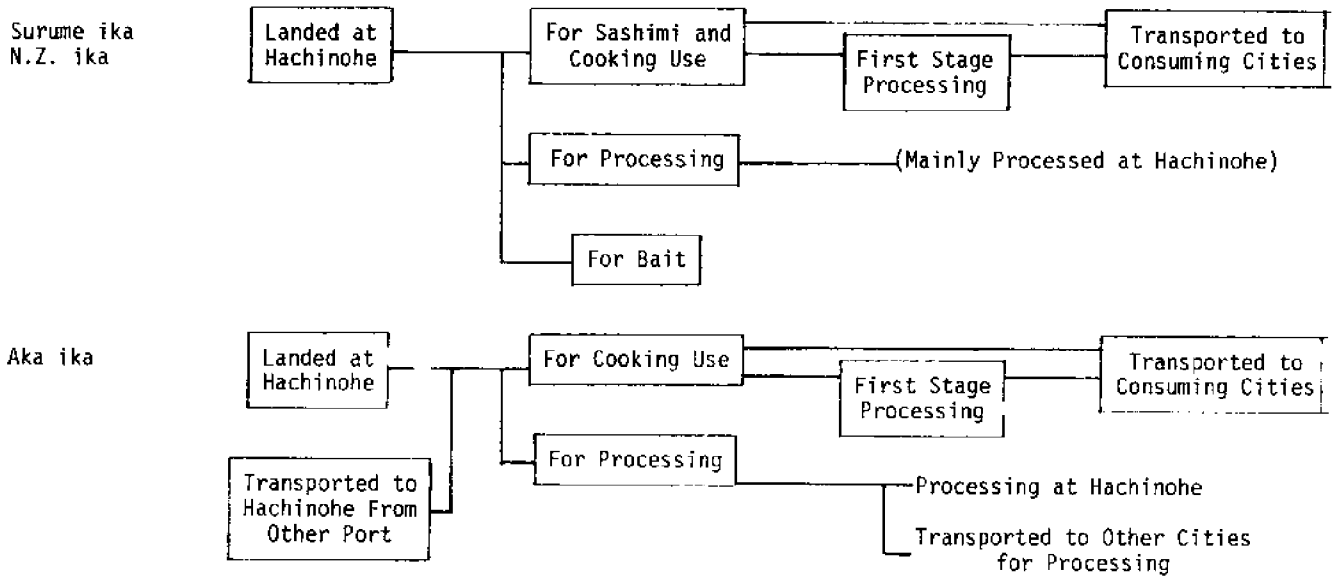 Surume ika
N.Z. ika
Landed at
Hachinohe
For Sashimi and
Cooking Use
First Stage
Processing
Transported to
Consuming Cities
For Processing
(Mainly Processed at Hachinohe)
For Bait
Aka ika
Landed at
Hachinohe
For Cooking Use
First Stage
Processing
Transported to
Consuming Cities
Transported to
Hachinohe From
Other Port
For Processing
Processing at Hachinohe
Transported to Other Cities
for Processing